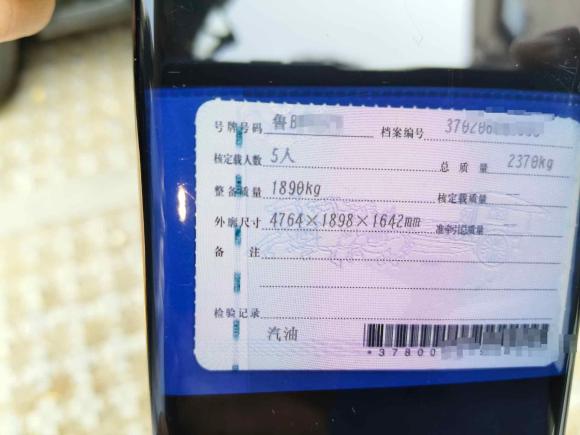 号牌号码 鲁B 档案编号 370206
核定载人数 5人 总质量 2370kg
整备质量 1890kg 核定载质量
外廓尺寸 4764×1898×1642mm 准牵引总质量
备注
检验记录
汽油
*37800